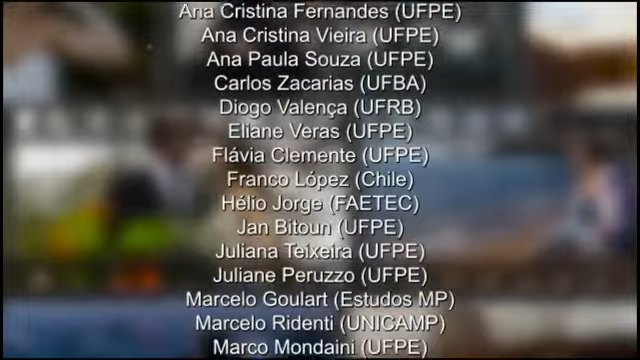 Ana Cristina Fernandes (UFPE)
Ana Cristina Vieira (UFPE)
Ana Paula Souza (UFPE)
Carlos Zacarias (UFBA)
Diogo Valença (UFRB)
Eliane Veras (UFPE)
Flávia Clemente (UFPE)
Franco López (Chile)
Hélio Jorge (FAETEC)
Jan Bitoun (UFPE)
Juliana Teixeira (UFPE)
Juliane Peruzzo (UFPE)
Marcelo Goulart (Estudos MP)
Marcelo Ridenti (UNICAMP)
Marco Mondaini (UFPE)